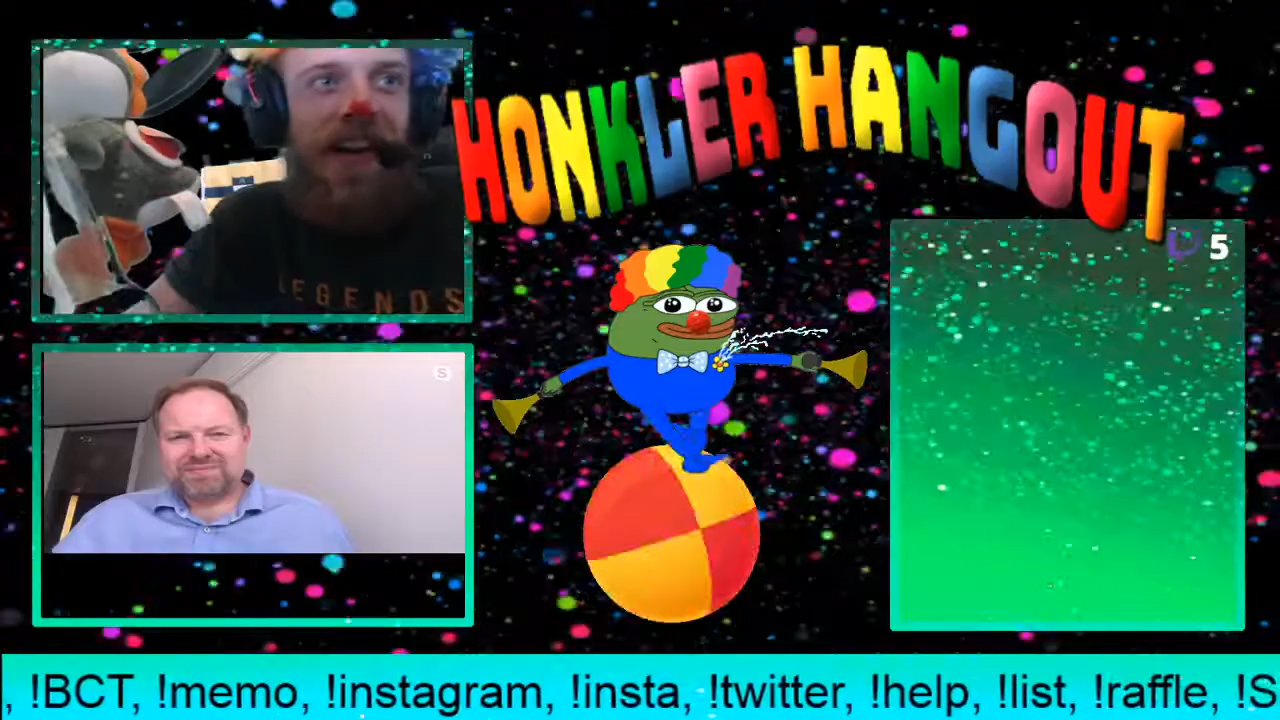 HONKLER HANGOUT
LEGENDS
5
S
, !BCT, !memo, !instagram, !insta, !twitter, !help, !list, !raffle, !S